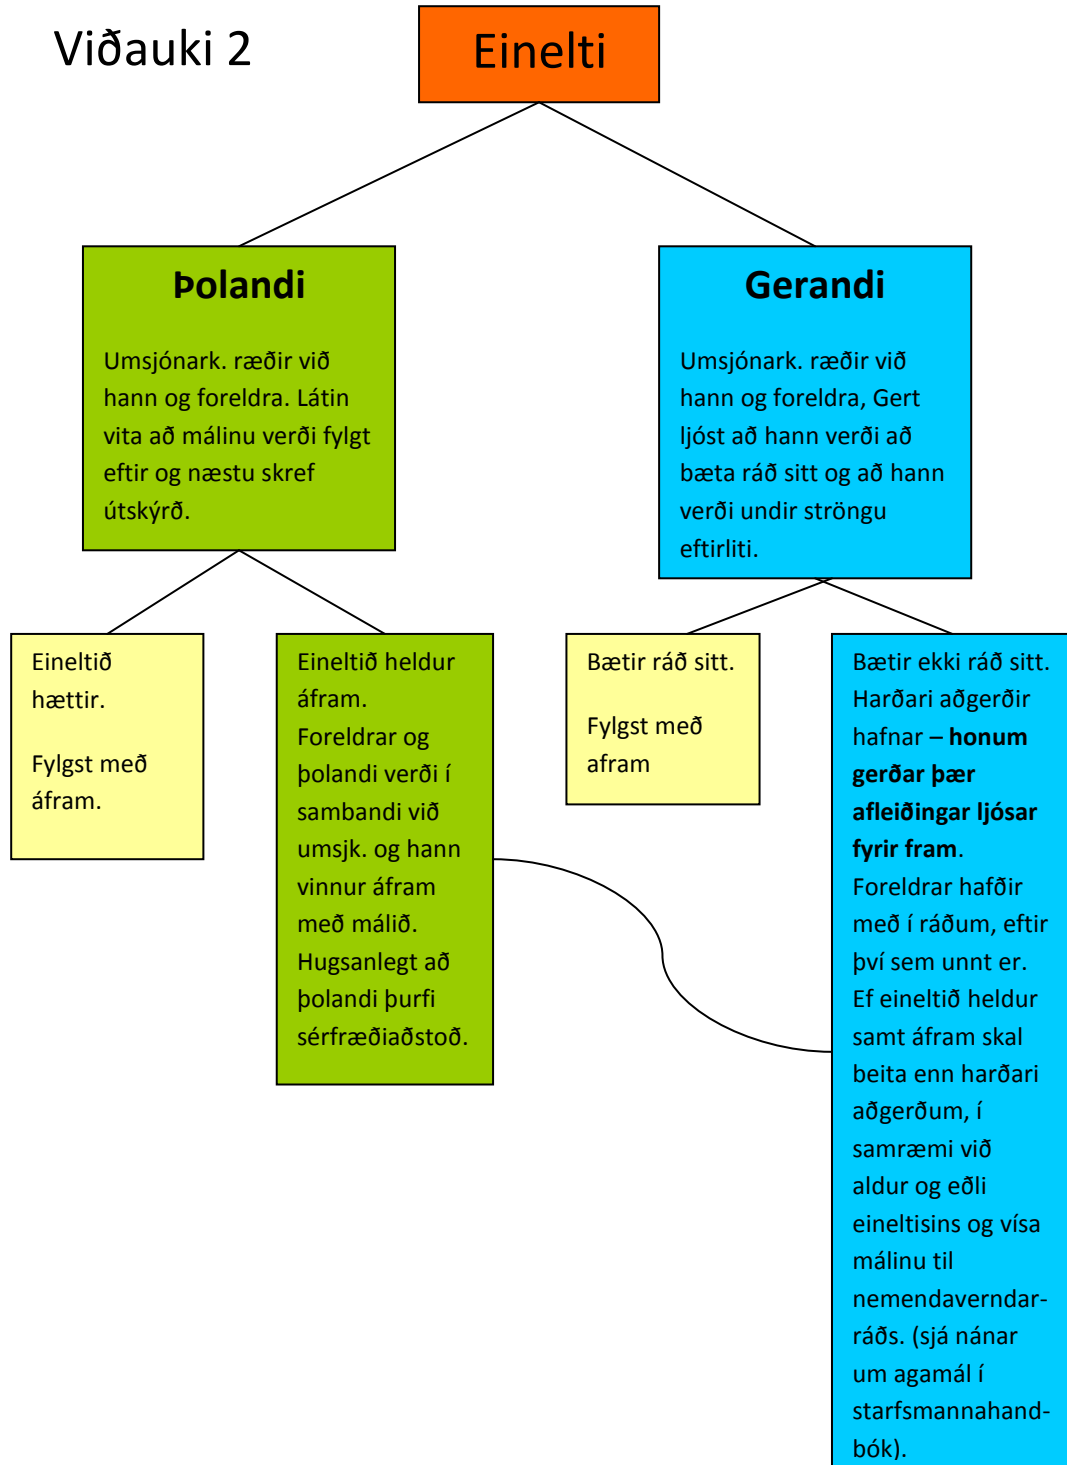 Viðauki 2
Einelti
Þolandi
Umsjónark. ræðir við
hann og foreldra. Látin
vita að málinu verði fylgt
eftir og næstu skref
útskýrð.
Gerandi
Umsjónark. ræðir við
hann og foreldra, Gert
ljóst að hann verði að
bæta ráð sitt og að hann
verði undir ströngu
eftirliti.
Eineltið
hættir.
Fylgst með
áfram.
Eineltið heldur
áfram.
Foreldrar og
þolandi verði í
sambandi við
umsjk. og hann
vinnur áfram
með málið.
Hugsanlegt að
þolandi þurfi
sérfræðiaðstoð.
Bætir ráð sitt.
Fylgst með
afram
Bætir ekki ráð sitt.
Harðari aðgerðir
hafnar – honum
gerðar þær
afleiðingar ljósar
fyrir fram.
Foreldrar hafðir
með í ráðum, eftir
því sem unnt er.
Ef eineltið heldur
samt áfram skal
beita enn harðari
aðgerðum, í
samræmi við
aldur og eðli
eineltisins og vísa
málinu til
nemendaverndar-
ráðs. (sjá nánar
um agamál í
starfsmannahand-
bók).